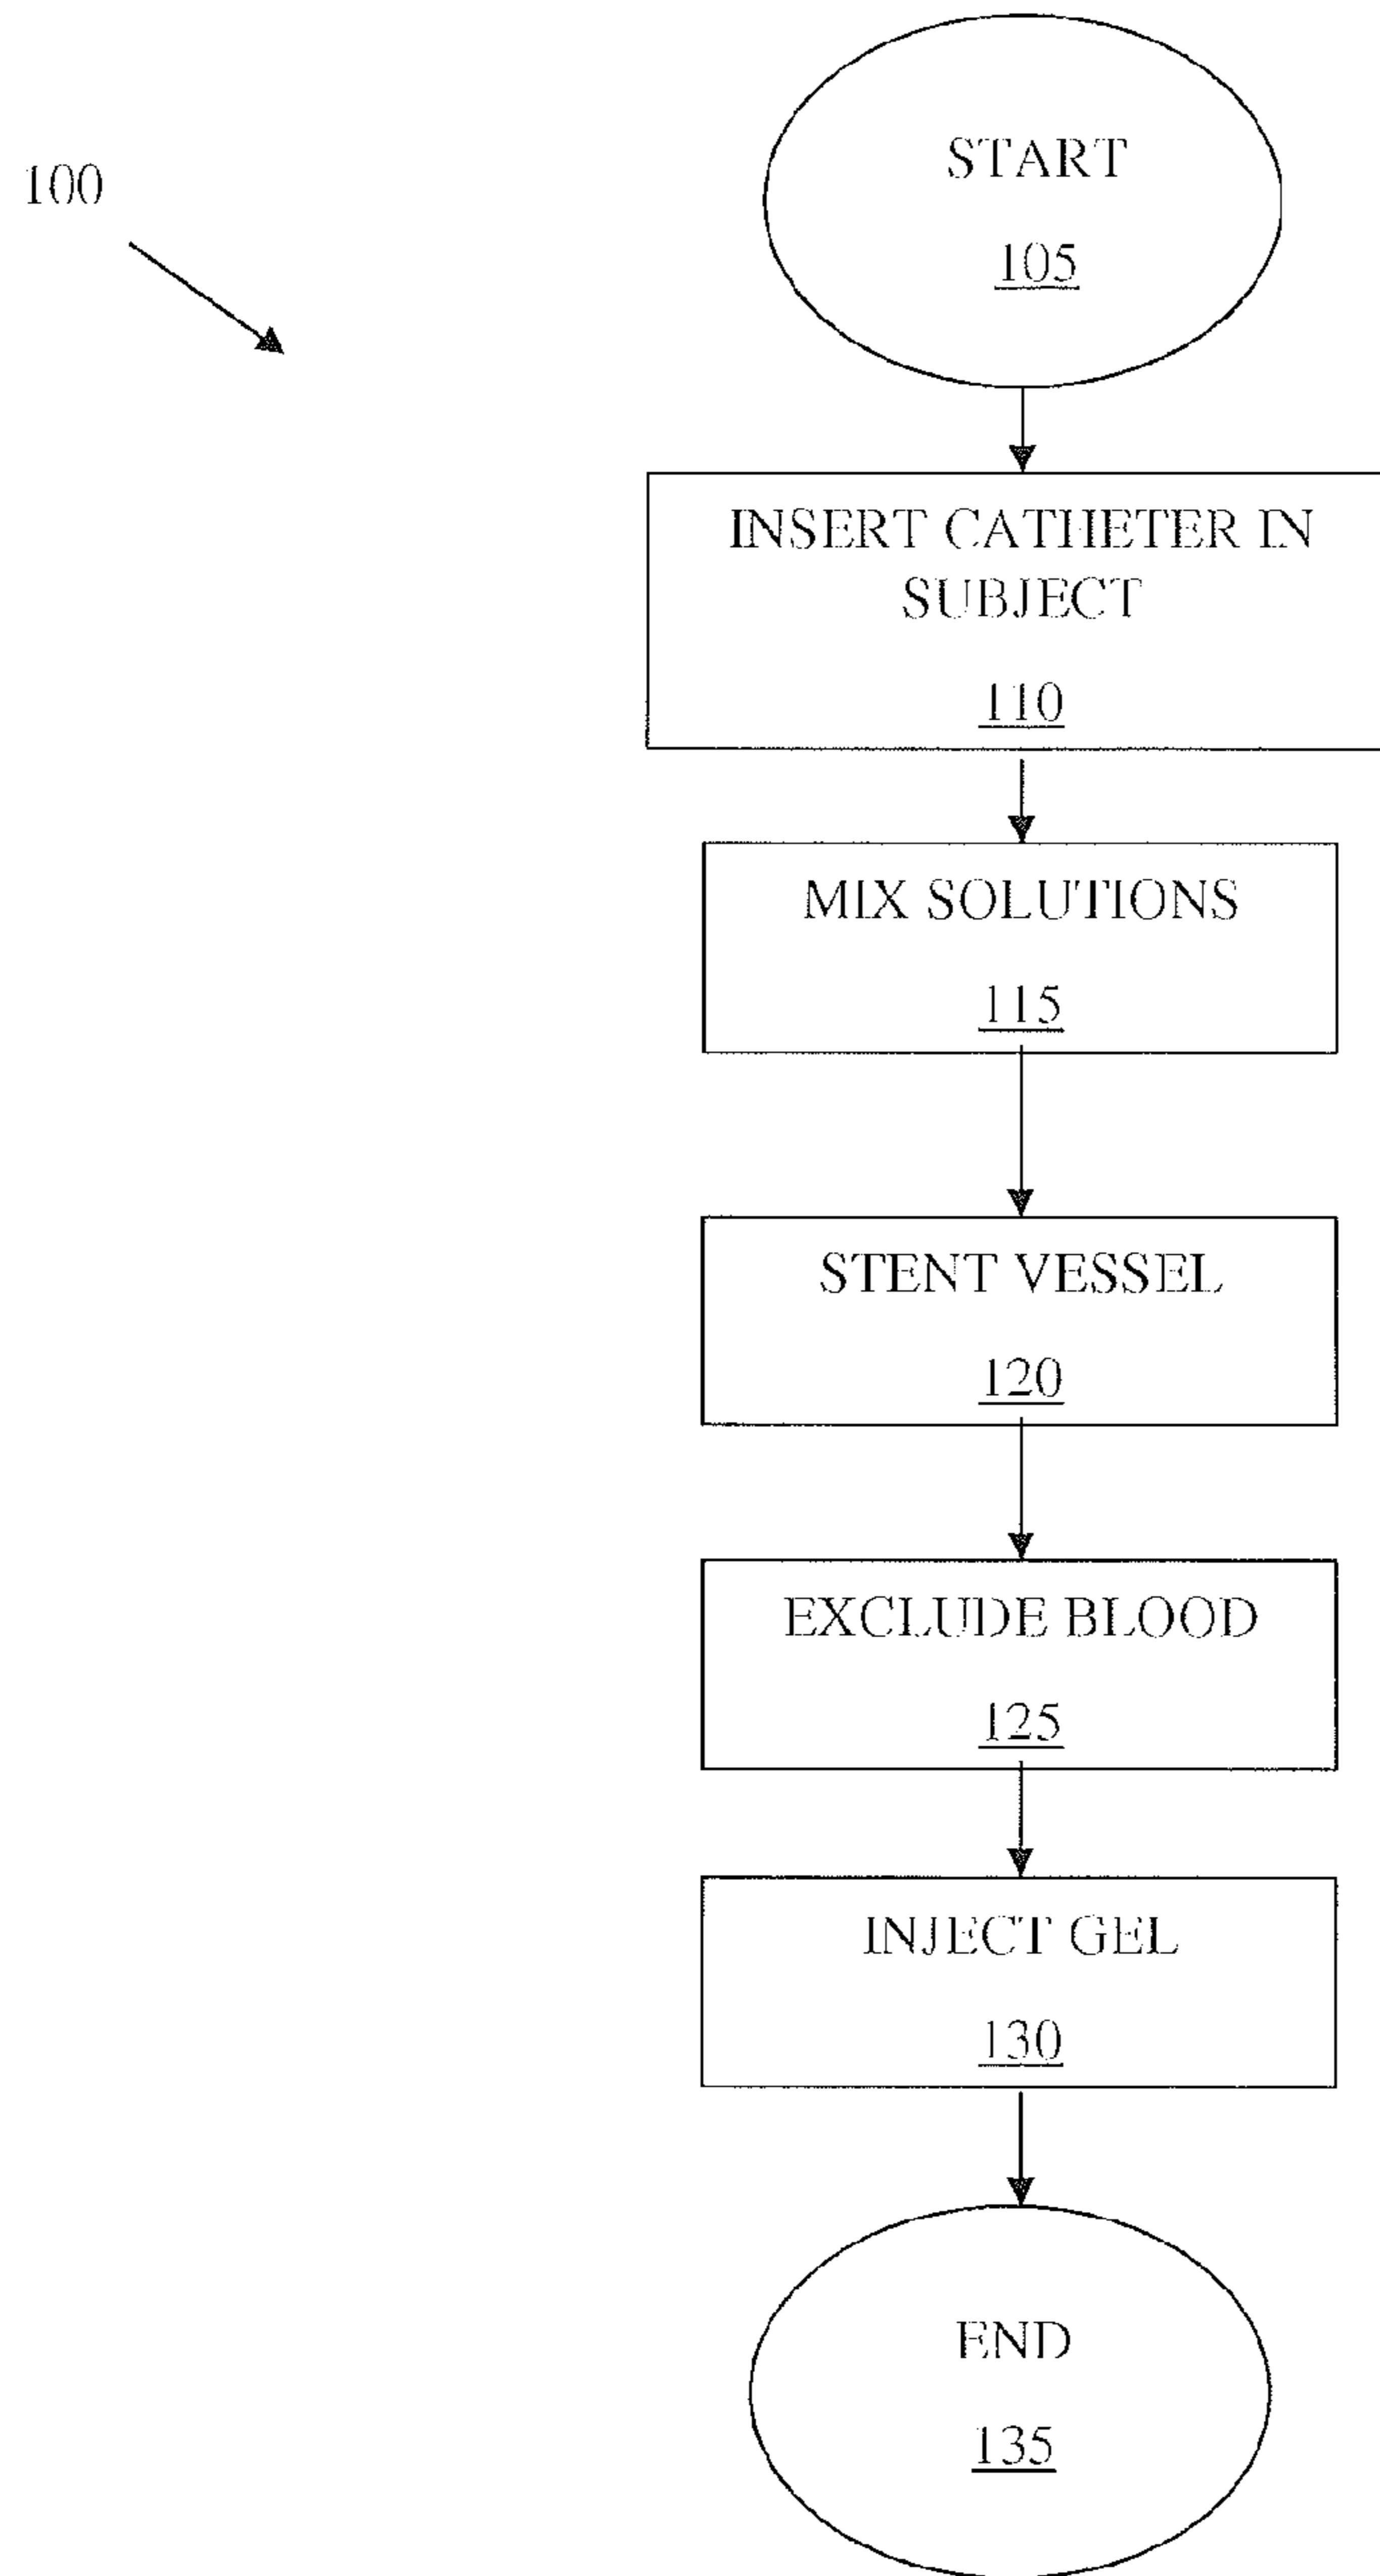 100
START
105
INSERT CATHETER IN
SUBJECT
110
MIX SOLUTIONS
115
STENT VESSEL
120
EXCLUDE BLOOD
125
INJECT GEL
130
END
135